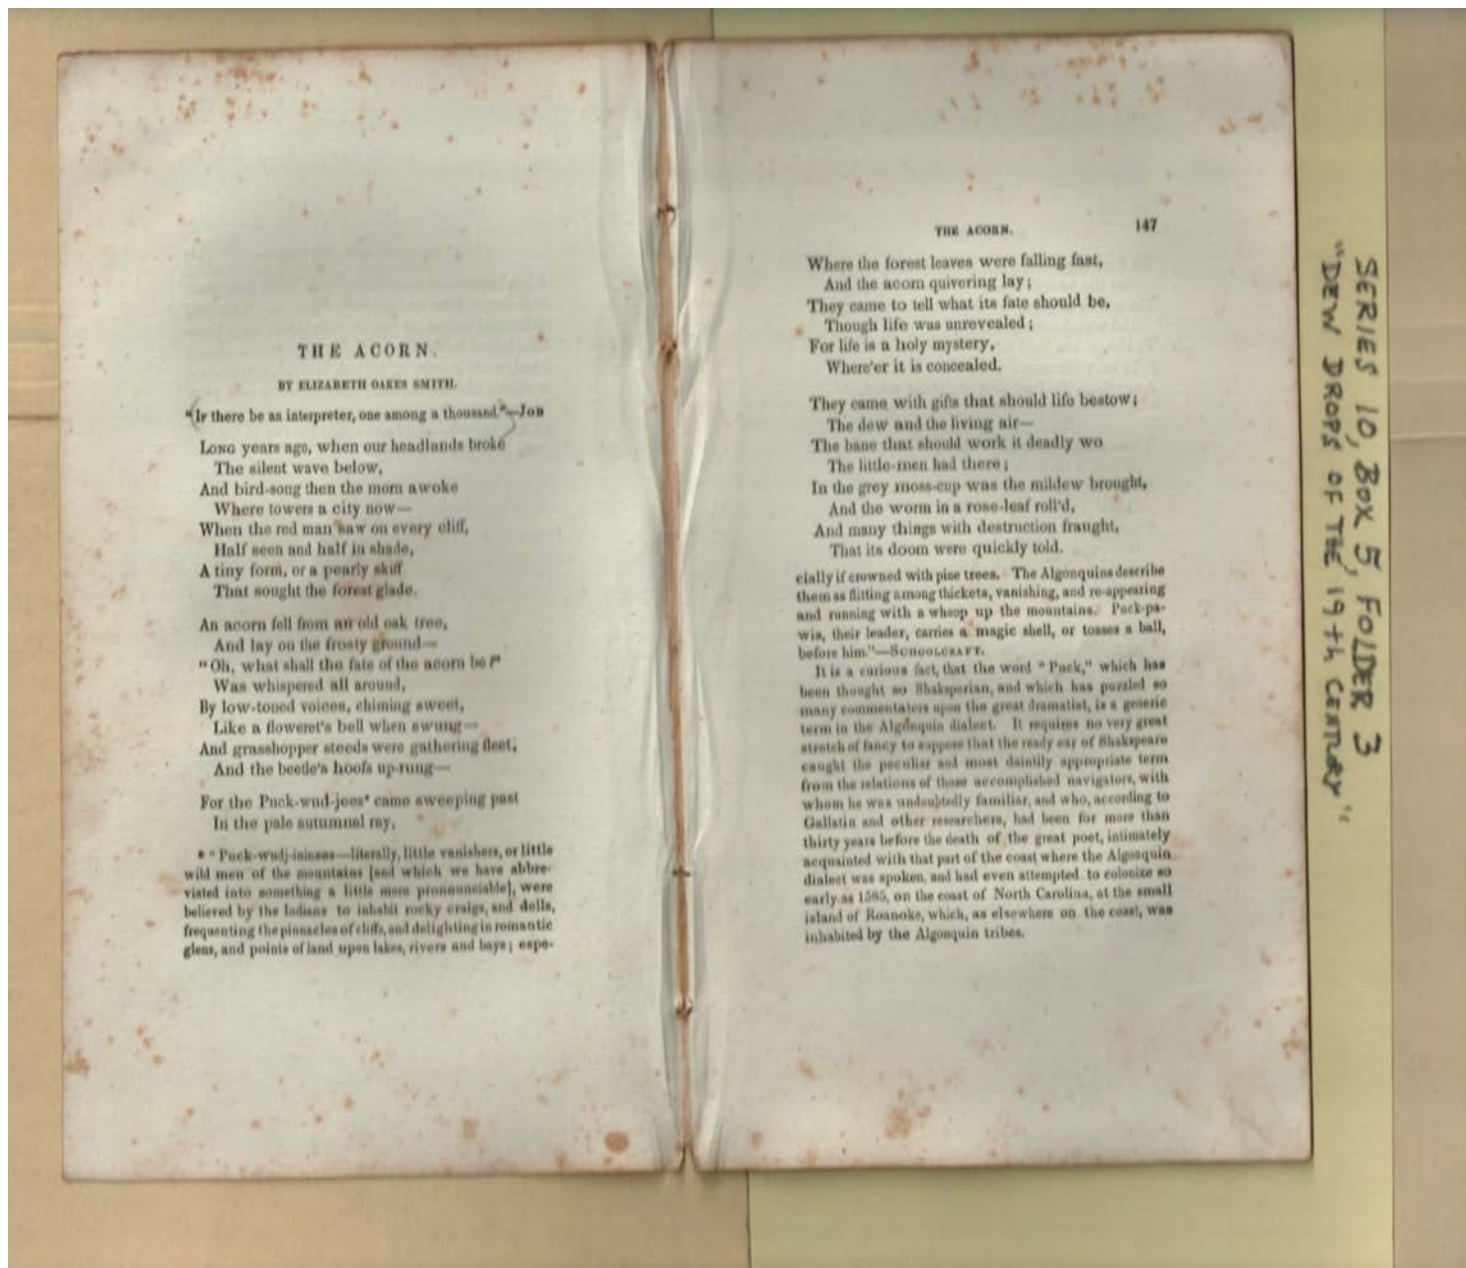 THE ACORN.
BY ELIZABETH OAKES SMITH.
"If there be an interpreter, one among a thousand."—Job
Long years ago, when our headlands broke
The silent wave below,
And bird-song then the morn awoke
Where towers a city now—
When the red man saw on every cliff,
Half seen and half in shade,
A tiny form, or a pearly skiff
That sought the forest glade.
An acorn fell from an old oak tree,
And lay on the frosty ground—
"Oh, what shall the fate of the acorn be?"
Was whispered all around,
By low-toned voices, chiming sweet,
Like a floweret's bell when swung—
And grasshopper steeds were gathering fleet,
And the beetle's hoofs up-rung—
For the Puck-wud-jees* came sweeping past
In the pale autumnal ray,
* "Puck-wudj-ininees—literally, little vanishers, or little
wild men of the mountains [and which we have abbre-
viated into something a little more pronounciable], were
believed by the Indians to inhabit rocky craigs, and dells,
frequenting the pinnacles of cliffs, and delighting in romantic
glens, and points of land upon lakes, rivers and bays; espe-
THE ACORN. 147
Where the forest leaves were falling fast,
And the acorn quivering lay;
They came to tell what its fate should be,
Though life was unrevealed;
For life is a holy mystery,
Where'er it is concealed.
They came with gifts that should life bestow;
The dew and the living air—
The bane that should work it deadly wo
The little-men had there;
In the grey moss-cup was the mildew brought,
And the worm in a rose-leaf roll'd,
And many things with destruction fraught,
That its doom were quickly told.
cially if crowned with pine trees. The Algonquins describe
them as flitting among thickets, vanishing, and re-appearing
and running with a whoop up the mountains. Puck-pa-
wis, their leader, carries a magic shell, or tosses a ball,
before him."—Schoolcraft.
It is a curious fact, that the word "Puck," which has
been thought so Shaksperian, and which has puzzled so
many commentators upon the great dramatist, is a generic
term in the Algonquin dialect. It requires no very great
stretch of fancy to suppose that the ready ear of Shakspeare
caught the peculiar and most daintily appropriate term
from the relations of those accomplished navigators, with
whom he was undoubtedly familiar, and who, according to
Gallatin and other researchers, had been for more than
thirty years before the death of the great poet, intimately
acquainted with that part of the coast where the Algonquin
dialect was spoken, and had even attempted to colonize so
early as 1585, on the coast of North Carolina, at the small
island of Roanoke, which, as elsewhere on the coast, was
inhabited by the Algonquin tribes.
SERIES 10, BOX 5, FOLDER 3
"DEW DROPS OF THE 19th CENTURY"